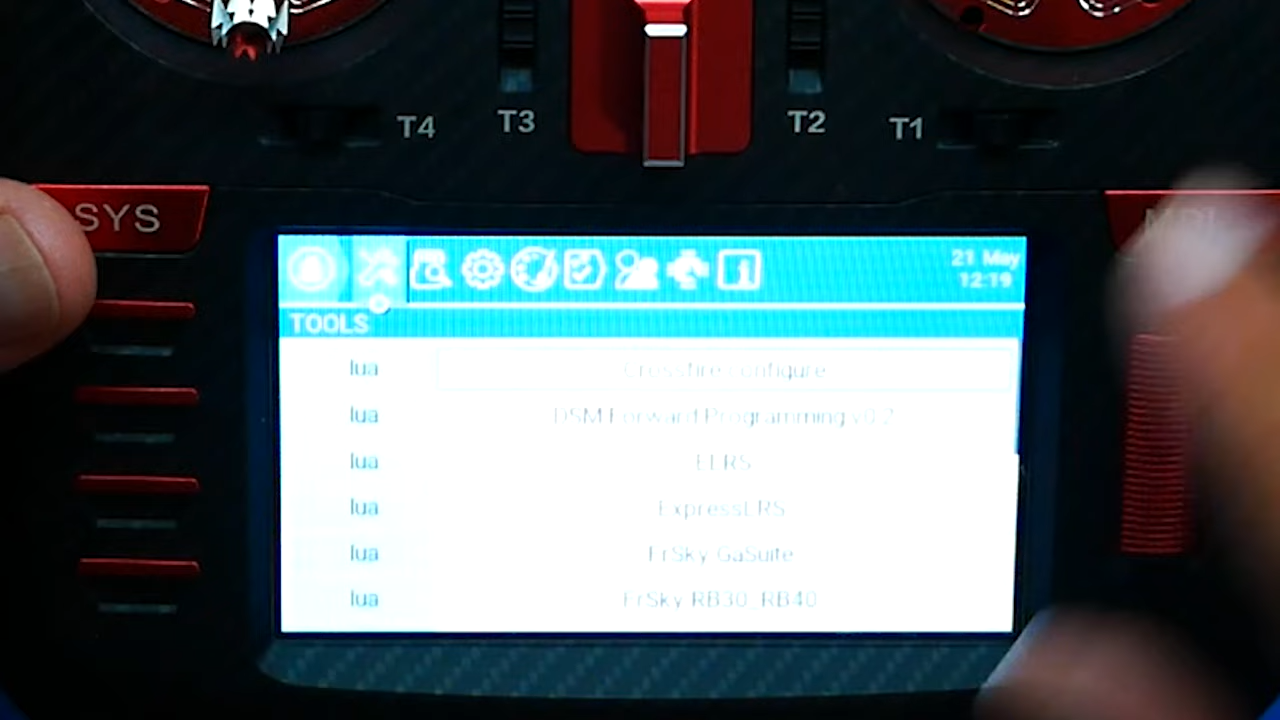 T4 T3 T2 T1
SYS
21 May
12:19
TOOLS
lua Crossfire configure
lua DSM Forward Programming v0.2
lua ELRS
lua ExpressLRS
lua FrSky GaSuite
lua FrSky RB30 RB40